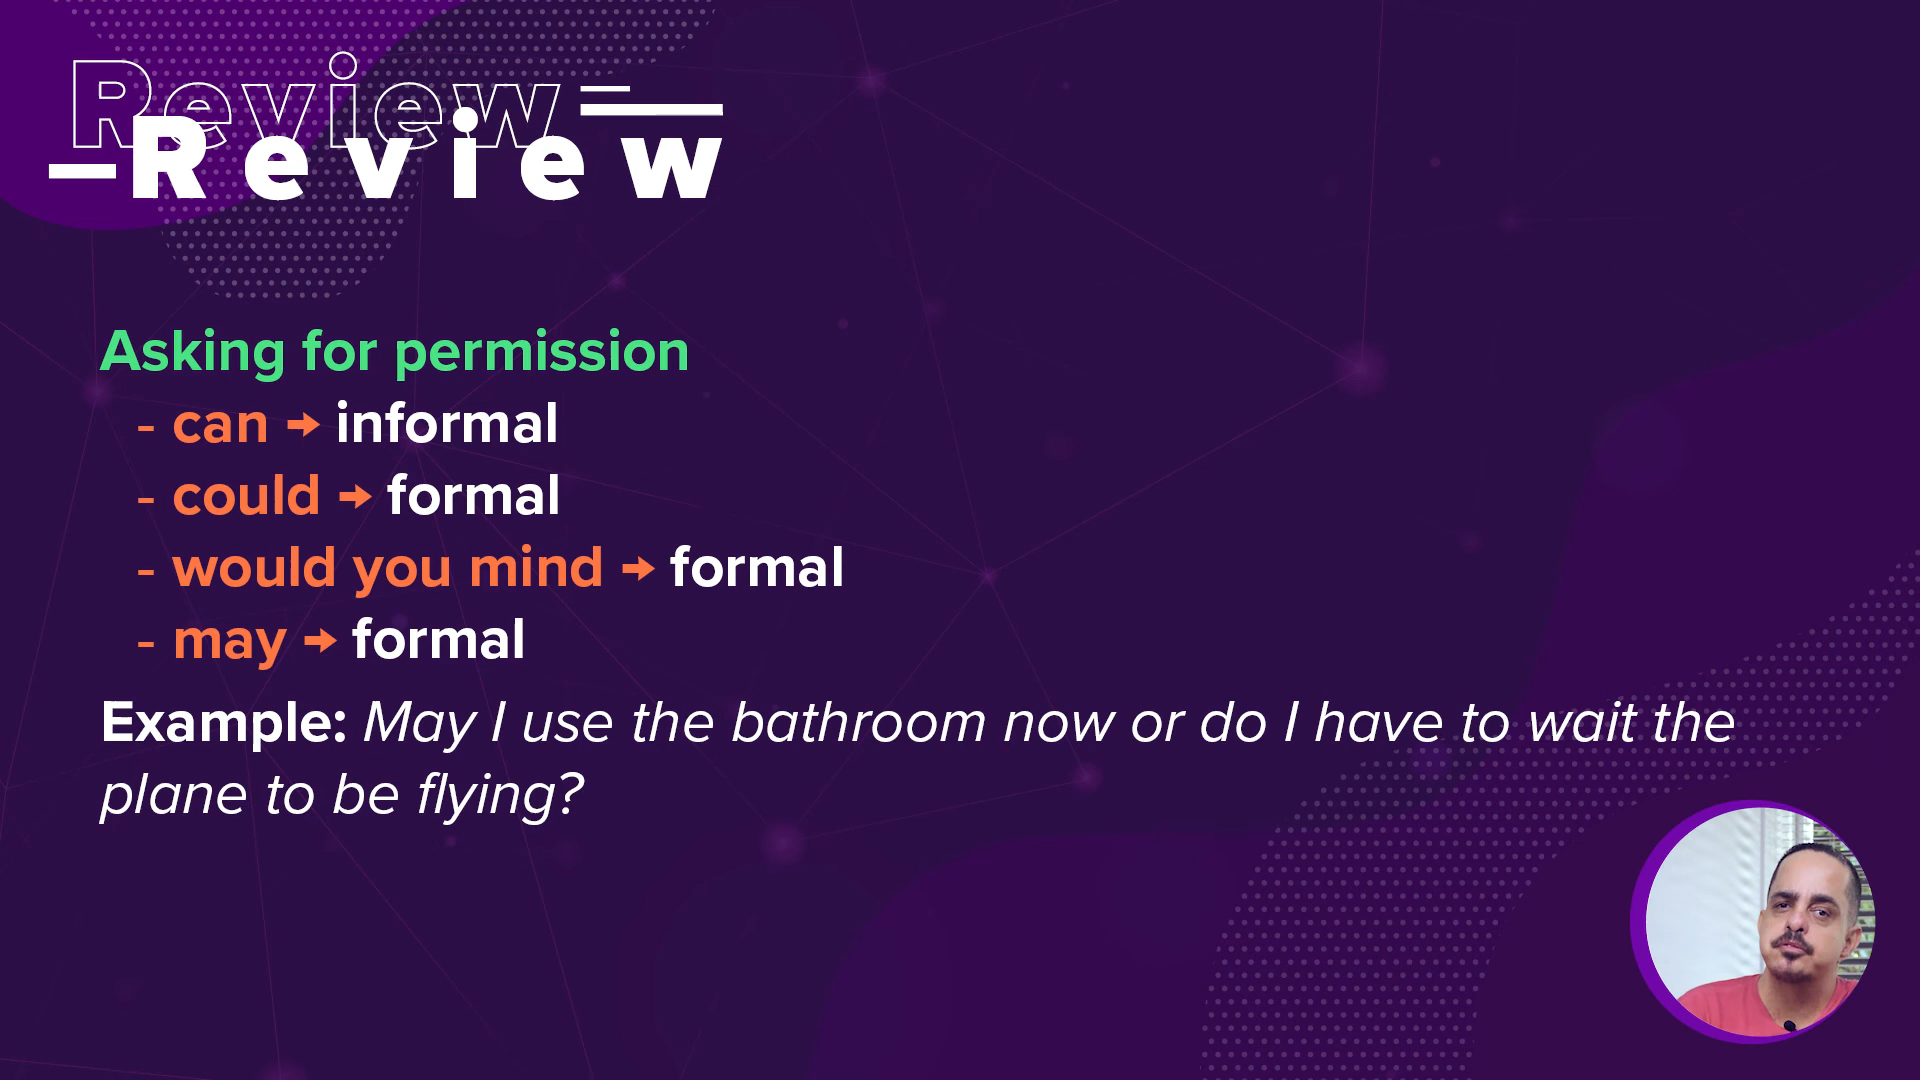 Review
Review
Asking for permission
- can → informal
- could → formal
- would you mind → formal
- may → formal
Example: May I use the bathroom now or do I have to wait the
plane to be flying?